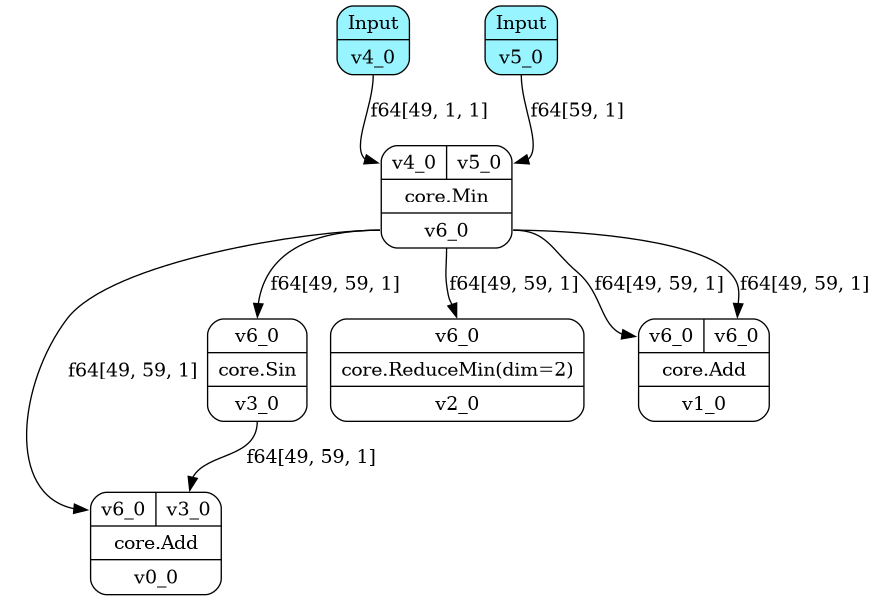 Input
v4_0
Input
v5_0
f64[49, 1, 1]
f64[59, 1]
v4_0 v5_0
core.Min
v6_0
f64[49, 59, 1]
f64[49, 59, 1]
f64[49, 59, 1]
f64[49, 59, 1]
f64[49, 59, 1]
v6_0
core.Sin
v3_0
v6_0
core.ReduceMin(dim=2)
v2_0
v6_0 v6_0
core.Add
v1_0
f64[49, 59, 1]
v6_0 v3_0
core.Add
v0_0